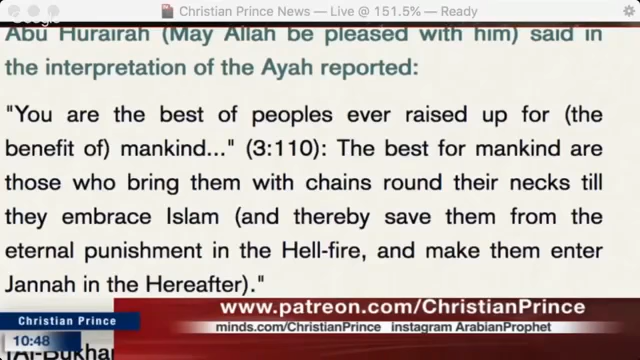 Christian Prince News — Live @ 151.5% — Ready
Abu Hurairah (May Allah be pleased with him) said in
the interpretation of the Ayah reported:
"You are the best of peoples ever raised up for (the
benefit of) mankind..." (3:110): The best for mankind are
those who bring them with chains round their necks till
they embrace Islam (and thereby save them from the
eternal punishment in the Hell-fire, and make them enter
Jannah in the Hereafter)."
www.patreon.com/ChristianPrince
Christian Prince
minds.com/ChristianPrince instagram ArabianProphet
10:48